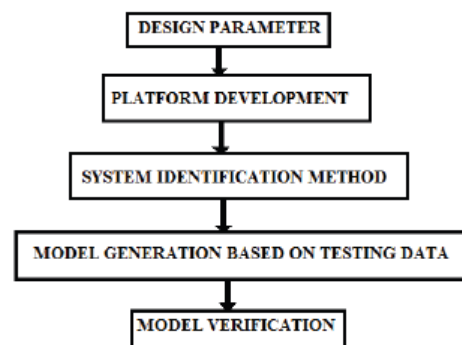 DESIGN PARAMETER
PLATFORM DEVELOPMENT
SYSTEM IDENTIFICATION METHOD
MODEL GENERATION BASED ON TESTING DATA
MODEL VERIFICATION